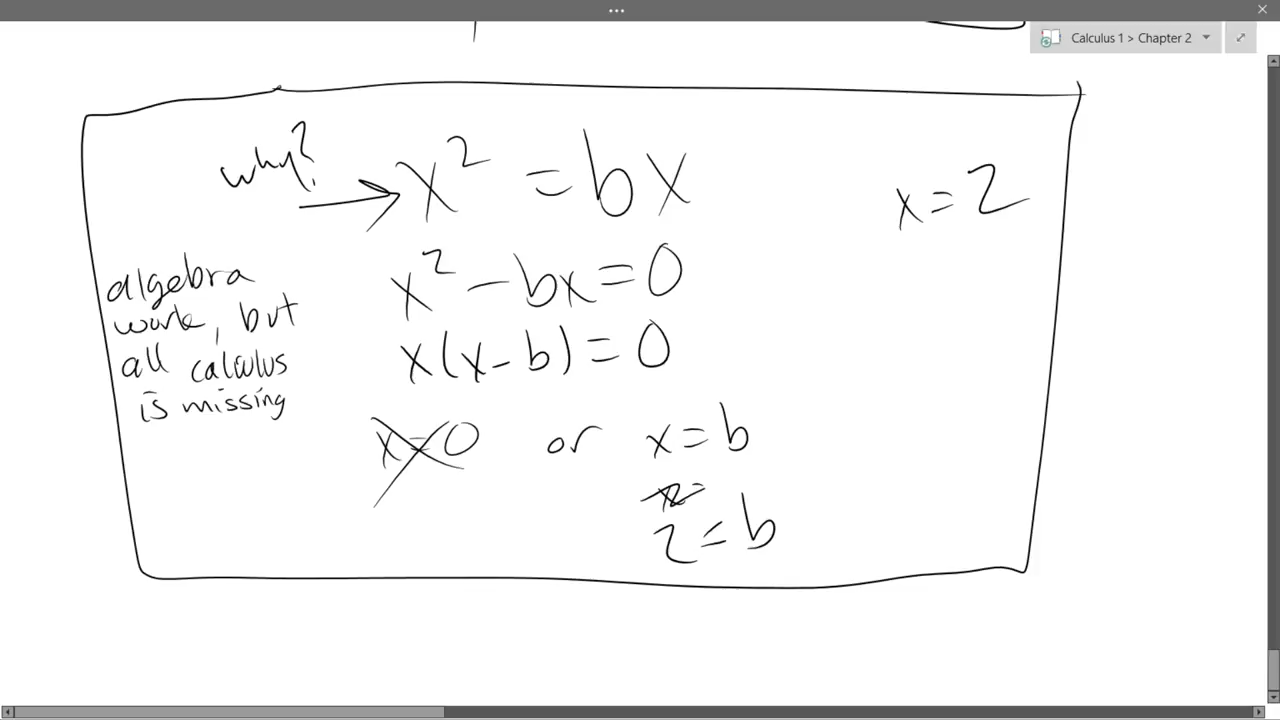 ...
Calculus 1 > Chapter 2
why?
x² = bx
x = 2
x² - bx = 0
x(x - b) = 0
algebra
work, but
all calculus
is missing
x = 0 or x = b
2 = b